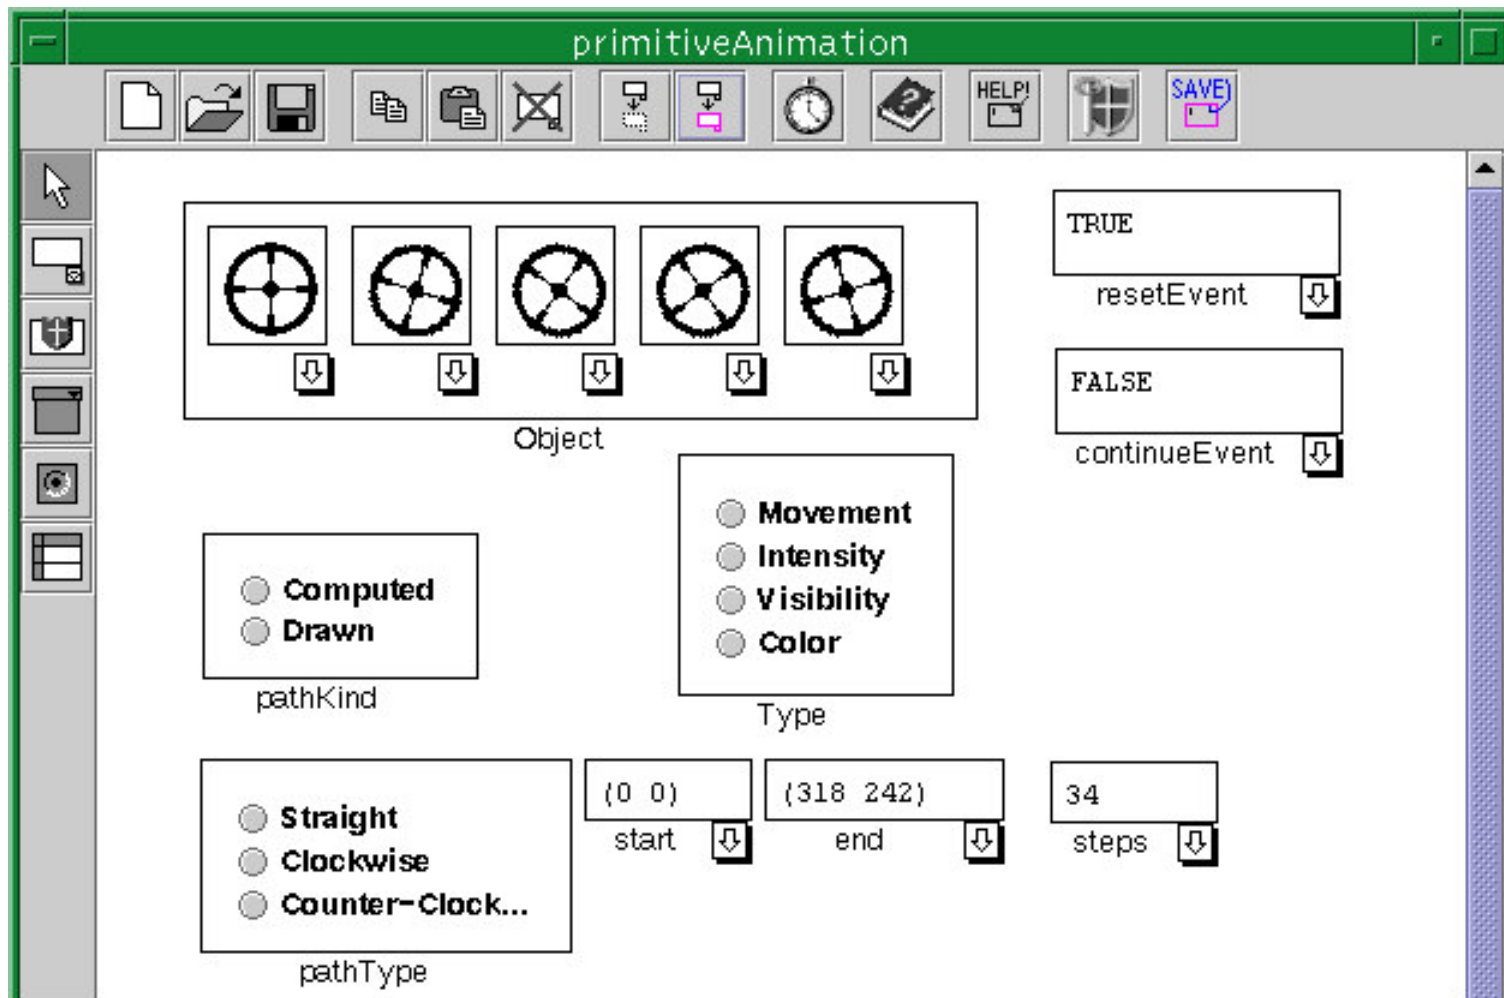 primitiveAnimation
HELP!
SAVE)
TRUE
resetEvent
Object
FALSE
continueEvent
Movement
Intensity
Visibility
Color
Type
Computed
Drawn
pathKind
Straight
Clockwise
Counter-Clock...
pathType
(0 0)
start
(318 242)
end
34
steps